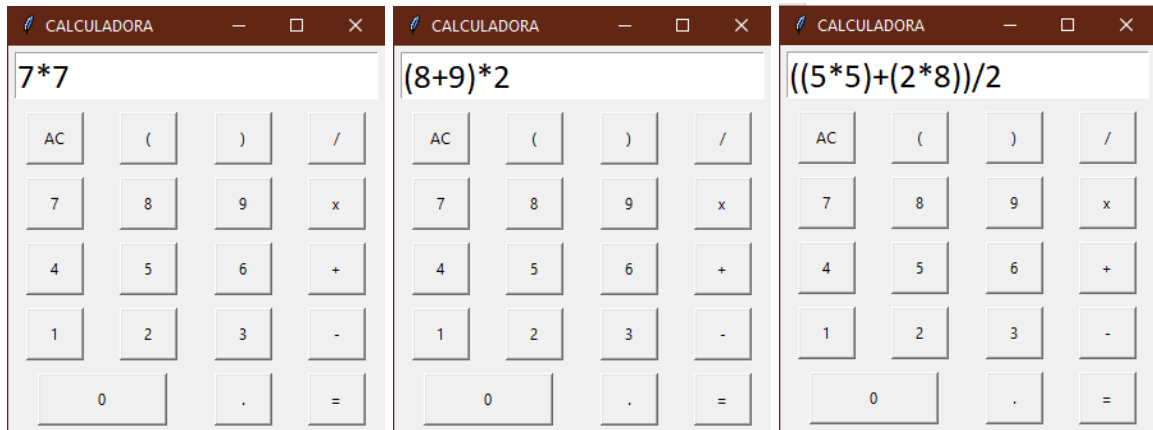 CALCULADORA
7*7
AC ( ) /
7 8 9 x
4 5 6 +
1 2 3 -
0 . =
CALCULADORA
(8+9)*2
AC ( ) /
7 8 9 x
4 5 6 +
1 2 3 -
0 . =
CALCULADORA
((5*5)+(2*8))/2
AC ( ) /
7 8 9 x
4 5 6 +
1 2 3 -
0 . =